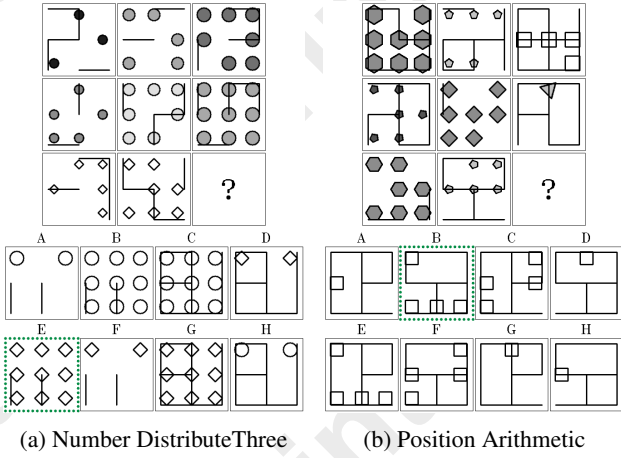 ?
?
A B C D
A B C D
E F G H
E F G H
(a) Number DistributeThree
(b) Position Arithmetic